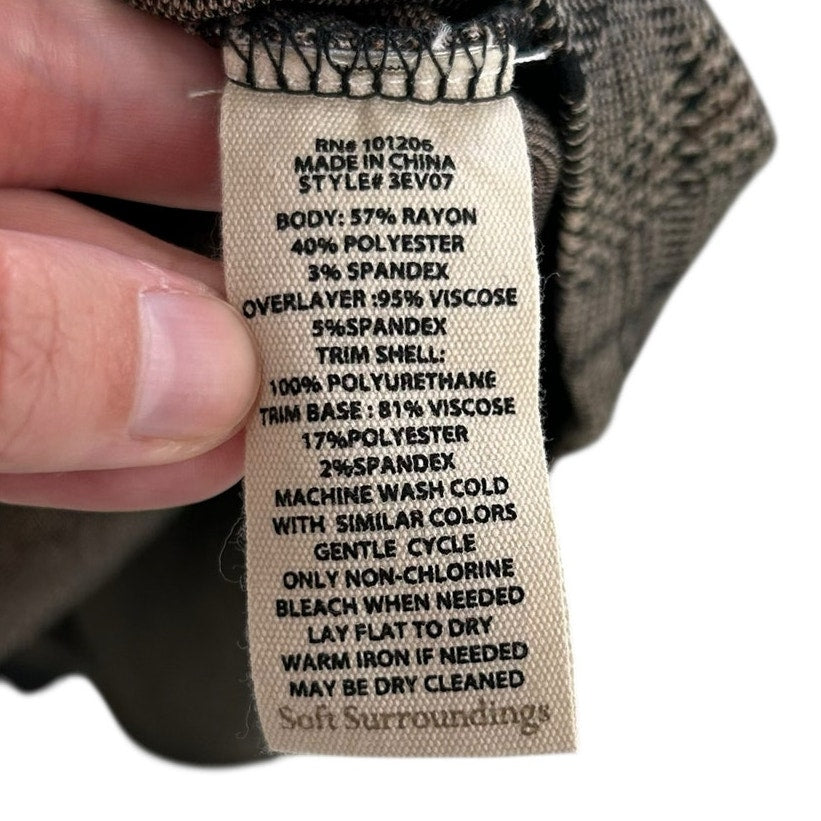 RN# 101206
MADE IN CHINA
STYLE# 3EV07
BODY: 57% RAYON
40% POLYESTER
3% SPANDEX
OVERLAYER :95% VISCOSE
5%SPANDEX
TRIM SHELL:
100% POLYURETHANE
TRIM BASE : 81% VISCOSE
17%POLYESTER
2%SPANDEX
MACHINE WASH COLD
WITH SIMILAR COLORS
GENTLE CYCLE
ONLY NON-CHLORINE
BLEACH WHEN NEEDED
LAY FLAT TO DRY
WARM IRON IF NEEDED
MAY BE DRY CLEANED
Soft Surroundings